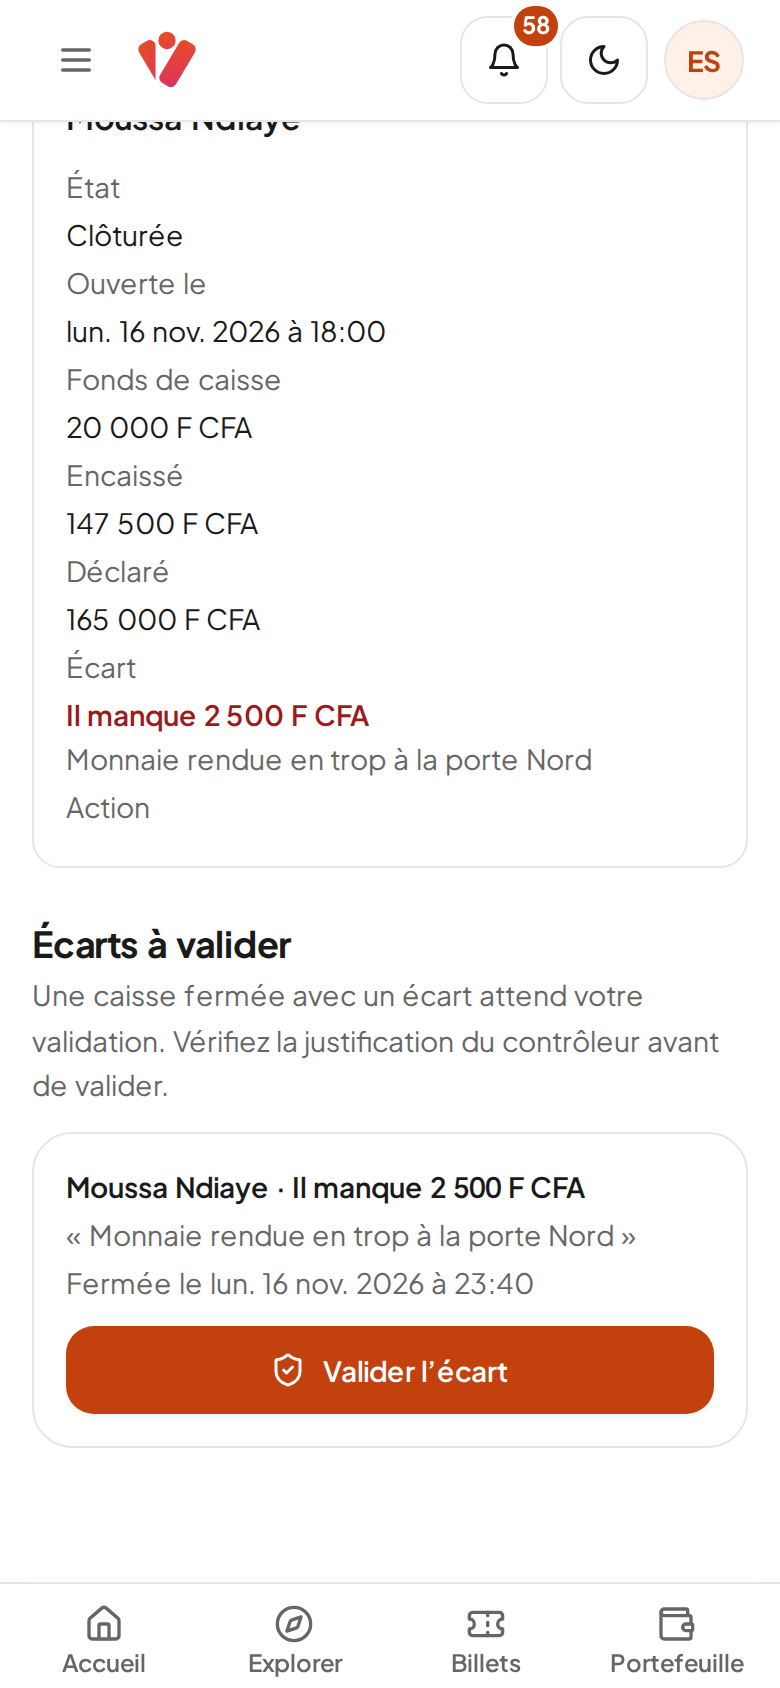 58
ES
Moussa Ndiaye
État
Clôturée
Ouverte le
lun. 16 nov. 2026 à 18:00
Fonds de caisse
20 000 F CFA
Encaissé
147 500 F CFA
Déclaré
165 000 F CFA
Écart
Il manque 2 500 F CFA
Monnaie rendue en trop à la porte Nord
Action
Écarts à valider
Une caisse fermée avec un écart attend votre
validation. Vérifiez la justification du contrôleur avant
de valider.
Moussa Ndiaye · Il manque 2 500 F CFA
« Monnaie rendue en trop à la porte Nord »
Fermée le lun. 16 nov. 2026 à 23:40
Valider l’écart
Accueil
Explorer
Billets
Portefeuille